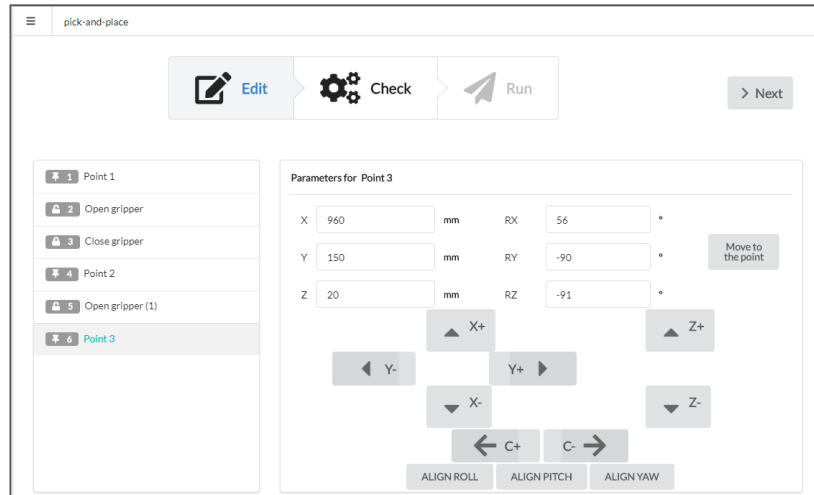 pick-and-place
Edit
Check
Run
Next
1 Point 1
2 Open gripper
3 Close gripper
4 Point 2
5 Open gripper (1)
6 Point 3
Parameters for Point 3
X 960 mm RX 56 °
Y 150 mm RY -90 °
Move to
the point
Z 20 mm RZ -91 °
X+ Z+
Y- Y+
X- Z-
C+ C-
ALIGN ROLL ALIGN PITCH ALIGN YAW